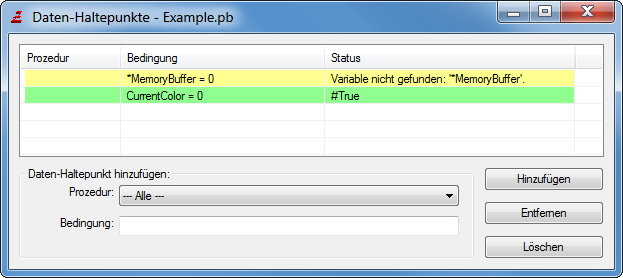 Daten-Haltepunkte - Example.pb
Prozedur Bedingung Status
*MemoryBuffer = 0 Variable nicht gefunden: '*MemoryBuffer'.
CurrentColor = 0 #True
Daten-Haltepunkt hinzufügen:
Prozedur: --- Alle ---
Bedingung:
Hinzufügen
Entfernen
Löschen